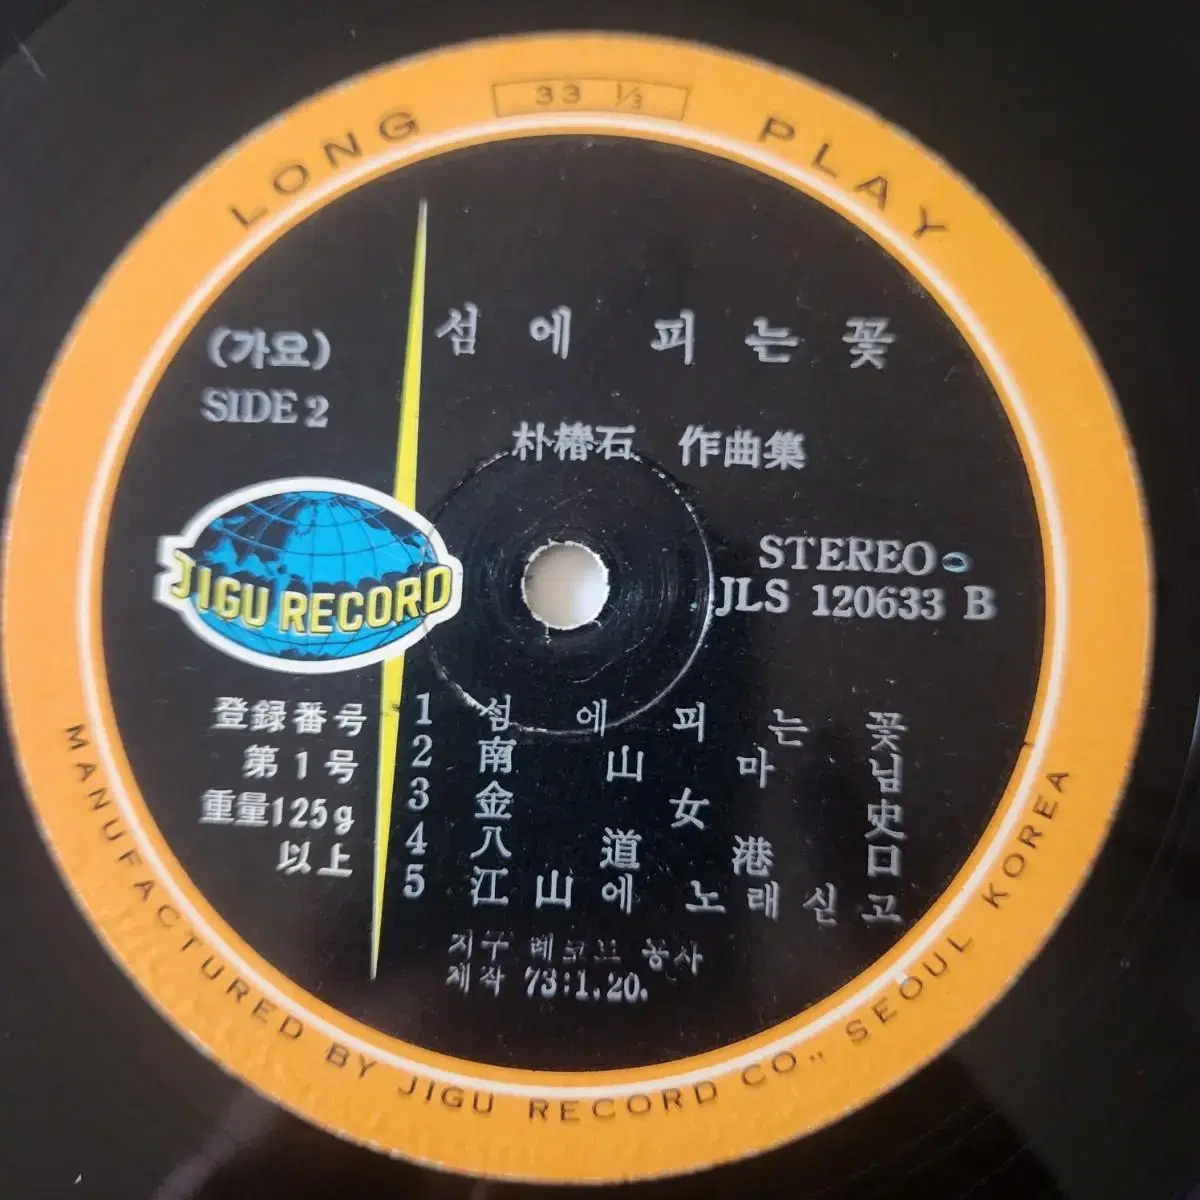 LONG 33 1/3 PLAY
섬에 피는 꽃
(가요)
SIDE 2
朴椿石 作曲集
STEREO
JLS 120633 B
JIGU RECORD
登録番号
第1号
重量125g
以上
1 섬에 피는 꽃
2 南山마님
3 金女史
4 八道港口
5 江山에 노래싣고
지구 레코드 공사
제작 73:1.20.
MANUFACTURED BY JIGU RECORD CO., SEOUL KOREA